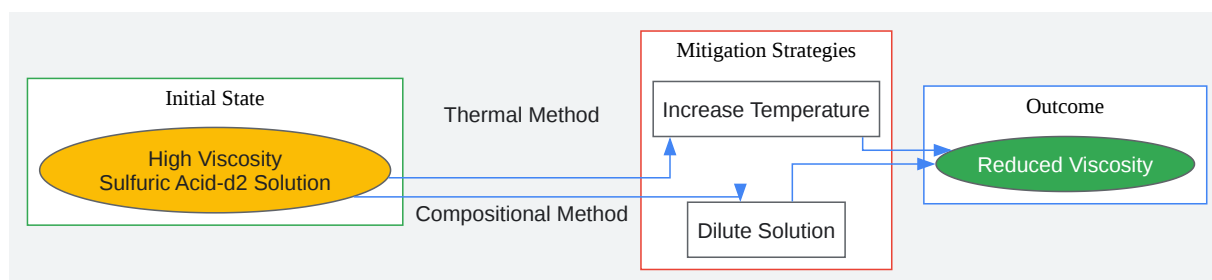 Initial State
High Viscosity
Sulfuric Acid-d2 Solution
Thermal Method
Compositional Method
Mitigation Strategies
Increase Temperature
Dilute Solution
Outcome
Reduced Viscosity